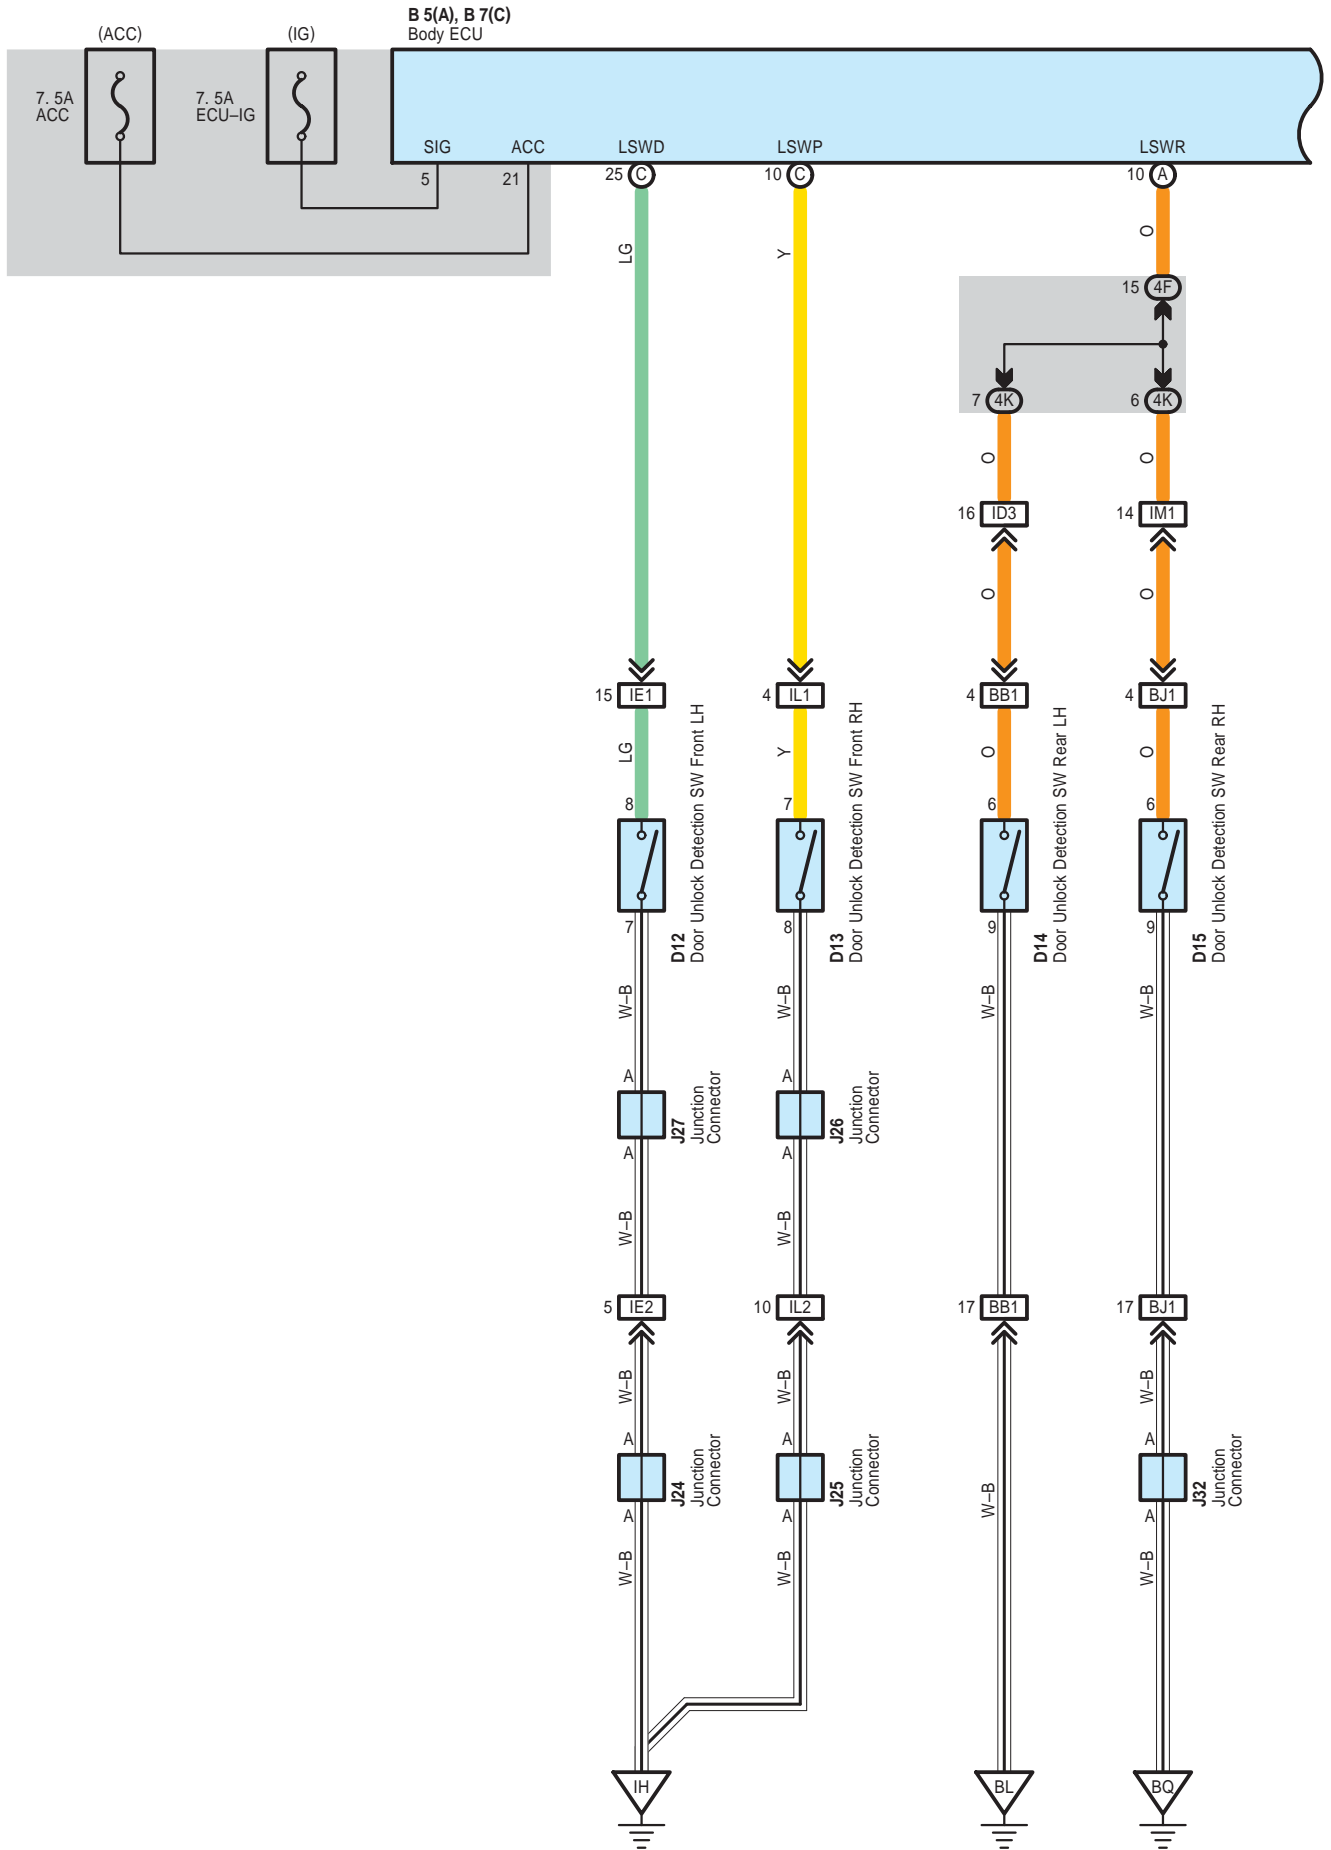 B 5(A), B 7(C)
Body ECU
(ACC)
(IG)
7. 5A
ACC
7. 5A
ECU–IG
SIG
ACC
LSWD
LSWP
LSWR
5
21
25
C
10
C
10
A
LG
Y
O
15
4F
7
4K
6
4K
O
O
16
ID3
14
IM1
O
O
15
IE1
4
IL1
4
BB1
4
BJ1
LG
Y
O
O
8
7
6
6
D12
Door Unlock Detection SW Front LH
D13
Door Unlock Detection SW Front RH
D14
Door Unlock Detection SW Rear LH
D15
Door Unlock Detection SW Rear RH
7
8
9
9
W–B
W–B
W–B
W–B
A
A
J27
Junction
Connector
J26
Junction
Connector
A
A
W–B
W–B
5
IE2
10
IL2
17
BB1
17
BJ1
W–B
W–B
W–B
A
A
A
J24
Junction
Connector
J25
Junction
Connector
W–B
J32
Junction
Connector
A
A
A
W–B
W–B
W–B
IH
BL
BQ